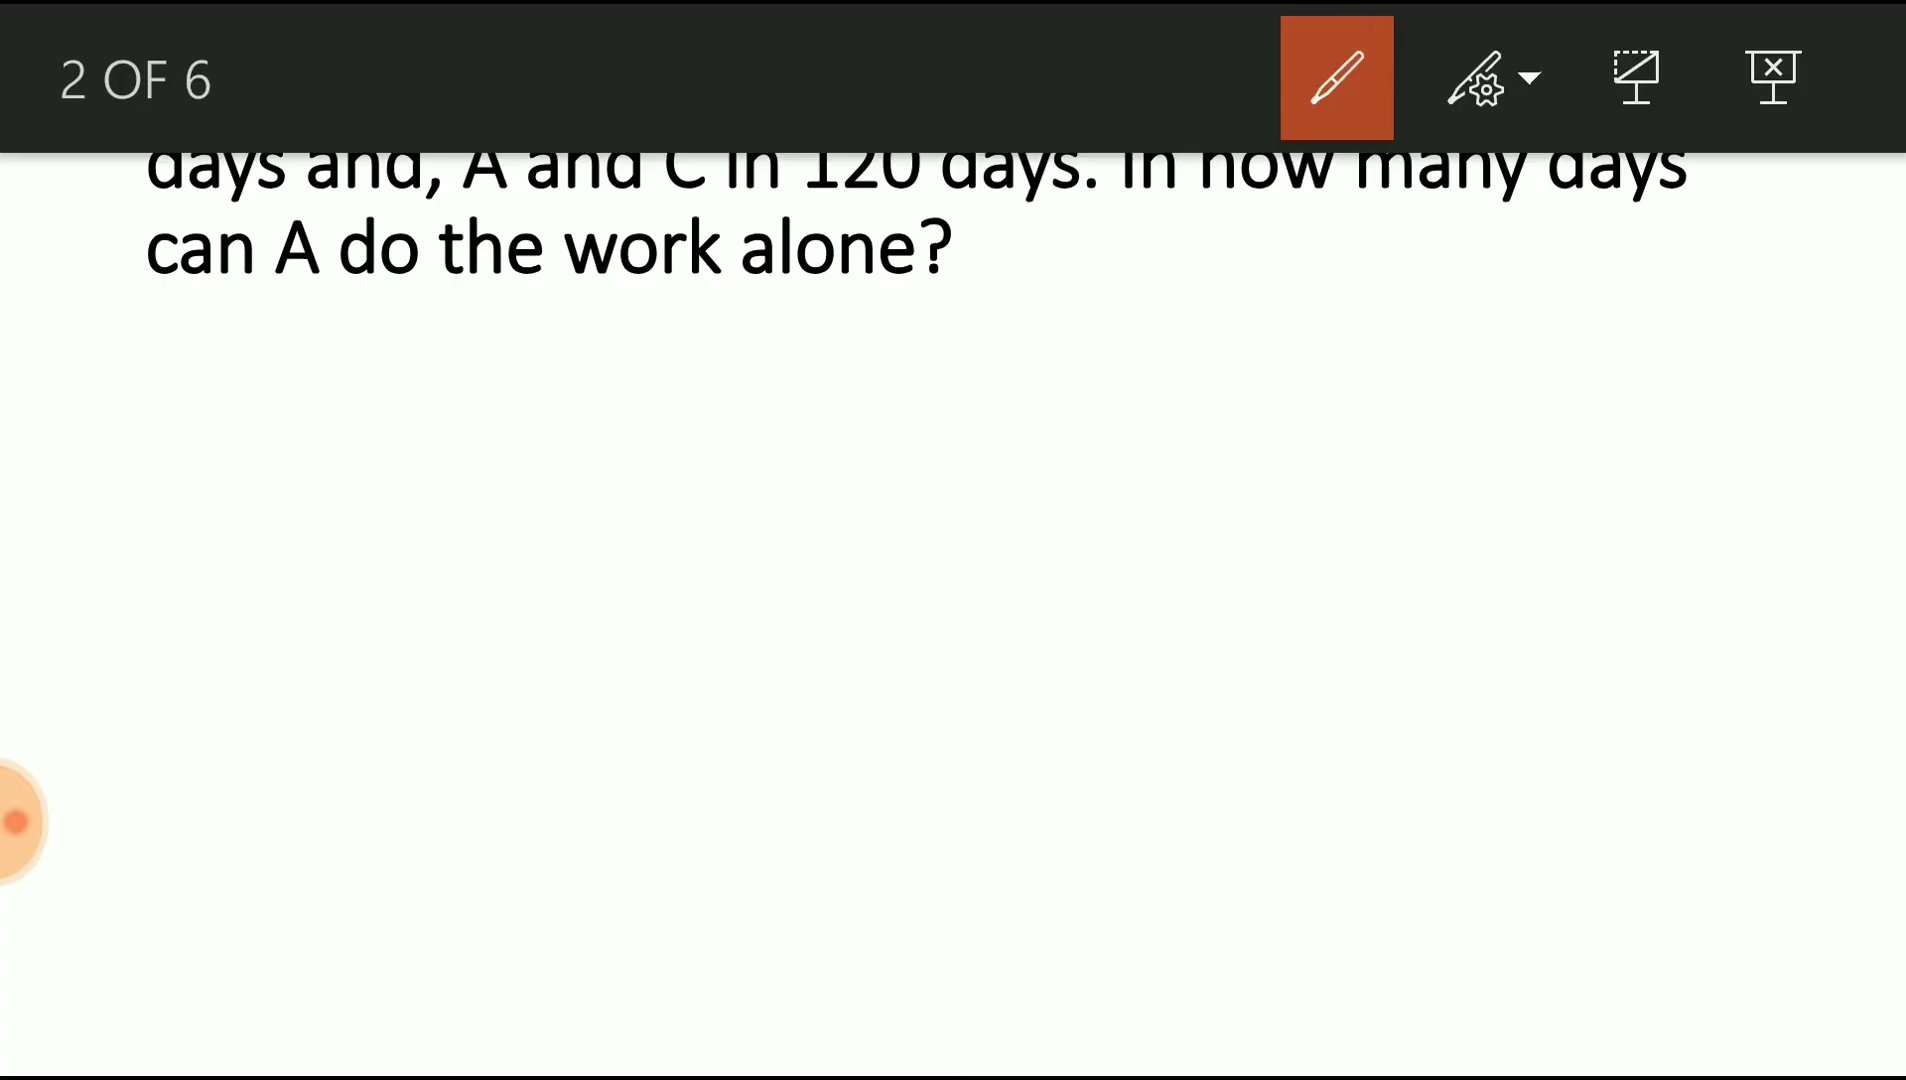 2 OF 6
days and, A and C in 120 days. In how many days
can A do the work alone?